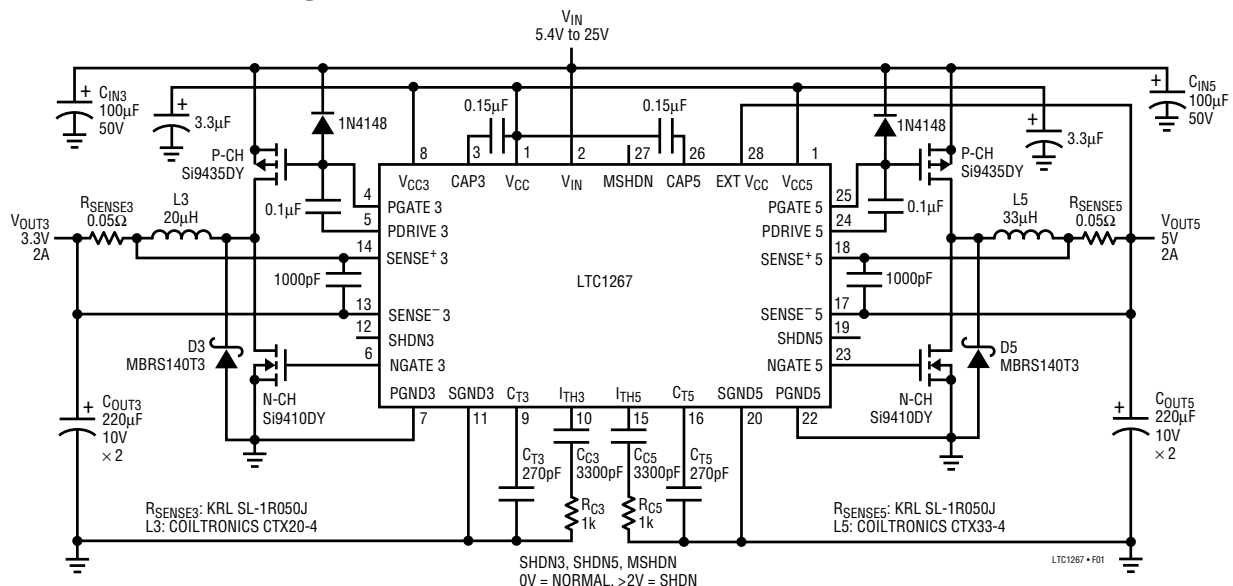 VIN
5.4V to 25V
+
CIN3
100µF
50V
+
3.3µF
1N4148
0.15µF
0.15µF
1N4148
+
3.3µF
+
CIN5
100µF
50V
P-CH
Si9435DY
8
3
1
2
27
26
28
1
P-CH
Si9435DY
VCC3
CAP3
VCC
VIN
MSHDN
CAP5
EXT VCC
VCC5
4
PGATE 3
PGATE 5
25
0.1µF
5
PDRIVE 3
PDRIVE 5
24
0.1µF
VOUT3
3.3V
2A
RSENSE3
0.05Ω
L3
20µH
L5
33µH
RSENSE5
0.05Ω
VOUT5
5V
2A
14
SENSE+ 3
SENSE+ 5
18
1000pF
LTC1267
1000pF
13
SENSE– 3
SENSE– 5
17
12
SHDN3
SHDN5
19
6
NGATE 3
NGATE 5
23
D3
MBRS140T3
D5
MBRS140T3
N-CH
Si9410DY
N-CH
Si9410DY
PGND3
SGND3
CT3
ITH3
ITH5
CT5
SGND5
PGND5
7
11
9
10
15
16
20
22
+
COUT3
220µF
10V
× 2
+
COUT5
220µF
10V
× 2
CT3
270pF
CC3
3300pF
CC5
3300pF
CT5
270pF
RC3
1k
RC5
1k
RSENSE3: KRL SL-1R050J
L3: COILTRONICS CTX20-4
RSENSE5: KRL SL-1R050J
L5: COILTRONICS CTX33-4
SHDN3, SHDN5, MSHDN
0V = NORMAL, >2V = SHDN
LTC1267 • F01